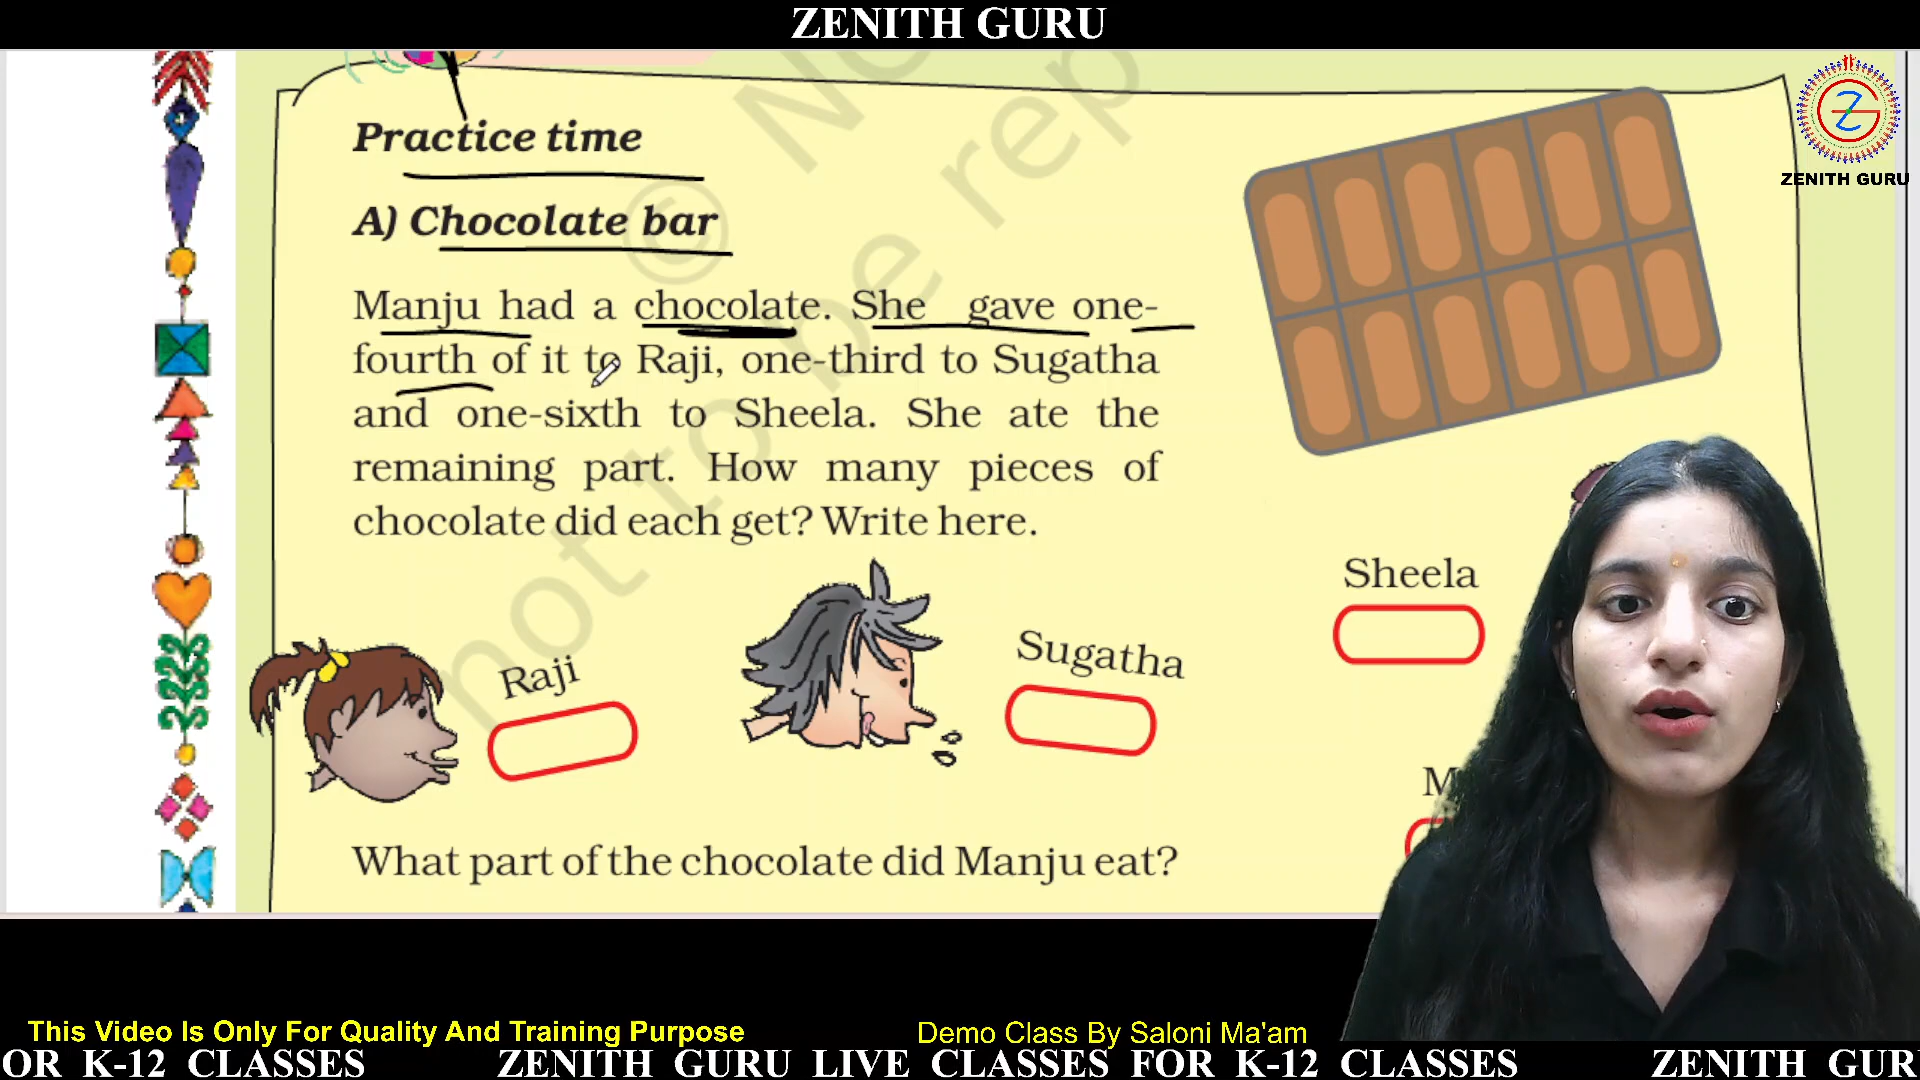 ZENITH GURU
ZENITH GURU
Practice time
A) Chocolate bar
Manju had a chocolate. She gave one-
fourth of it to Raji, one-third to Sugatha
and one-sixth to Sheela. She ate the
remaining part. How many pieces of
chocolate did each get? Write here.
Sheela
Sugatha
Raji
What part of the chocolate did Manju eat?
not to be rep
©
This Video Is Only For Quality And Training Purpose
Demo Class By Saloni Ma'am
OR K-12 CLASSES ZENITH GURU LIVE CLASSES FOR K-12 CLASSES ZENITH GUR